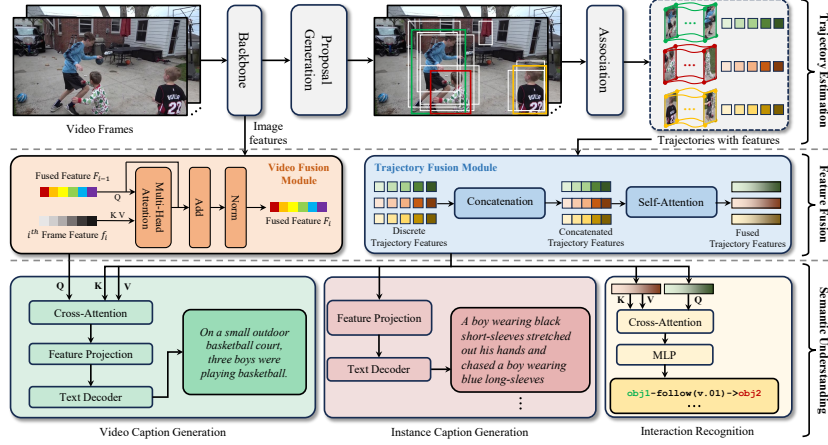 Video Frames
Backbone
Proposal
Generation
Association
Trajectories with features
Trajectory Estimation
Image
features
Fused Feature F_{i-1}
Q
K V
i^{th} Frame Feature f_i
Multi-Head
Attention
Add
Norm
Video Fusion
Module
Fused Feature F_i
Trajectory Fusion Module
Discrete
Trajectory Features
Concatenation
Concatenated
Trajectory Features
Self-Attention
Fused
Trajectory Features
Feature Fusion
Q
K
V
Cross-Attention
Feature Projection
Text Decoder
On a small outdoor
basketball court,
three boys were
playing basketball.
Video Caption Generation
Feature Projection
Text Decoder
A boy wearing black
short-sleeves stretched
out his hands and
chased a boy wearing
blue long-sleeves
...
Instance Caption Generation
K
V
Q
Cross-Attention
MLP
obj1-follow(v.01)->obj2
...
Interaction Recognition
Semantic Understanding
22